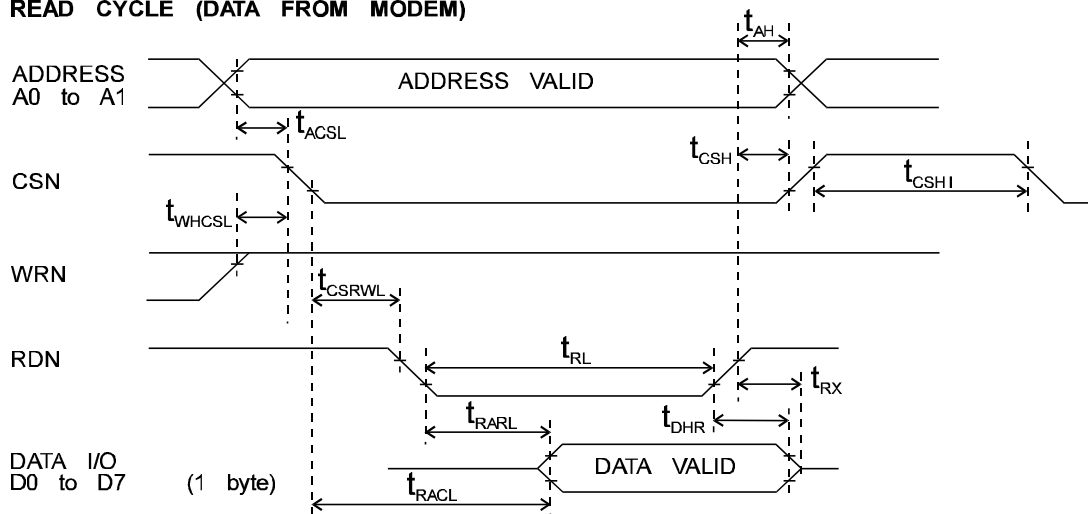 READ CYCLE (DATA FROM MODEM)
tAH
ADDRESS
A0 to A1
ADDRESS VALID
tACSL
tCSH
CSN
tCSHI
tWHCSL
WRN
tCSRWL
RDN
tRL
tRX
tRARL
tDHR
DATA I/O
D0 to D7 (1 byte)
DATA VALID
tRACL